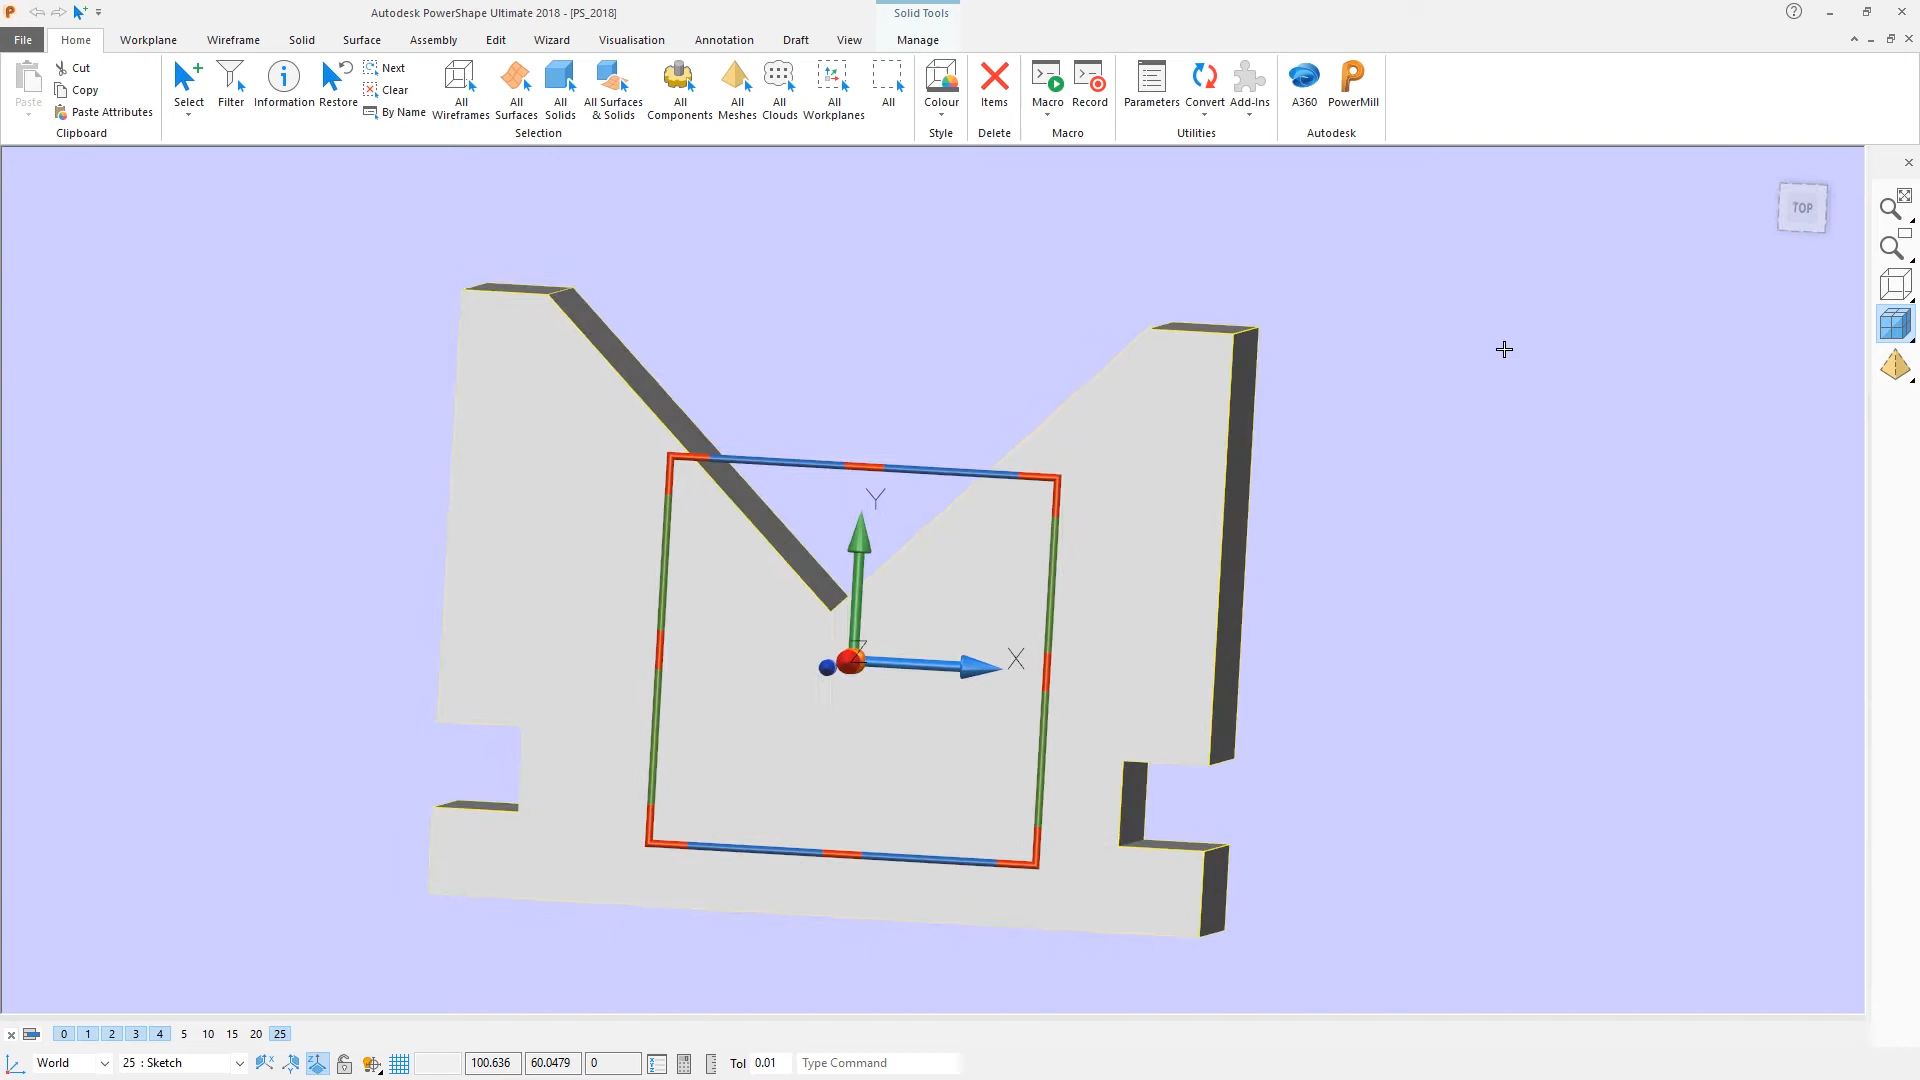 Autodesk PowerShape Ultimate 2018 - [PS_2018]
Solid Tools
File Home Workplane Wireframe Solid Surface Assembly Edit Wizard Visualisation Annotation Draft View Manage
Paste
Cut
Copy
Paste Attributes
Clipboard
Select
Filter
Information
Restore
Next
Clear
By Name
All Wireframes
All Surfaces
All Solids
All Surfaces & Solids
All Components
All Meshes
All Clouds
All Workplanes
All
Selection
Colour
Style
Items
Delete
Macro
Record
Macro
Parameters
Convert
Add-Ins
Utilities
A360
PowerMill
Autodesk
TOP
Y
Z
X
0 1 2 3 4 5 10 15 20 25
World
25 : Sketch
100.636
60.0479
0
Tol 0.01
Type Command